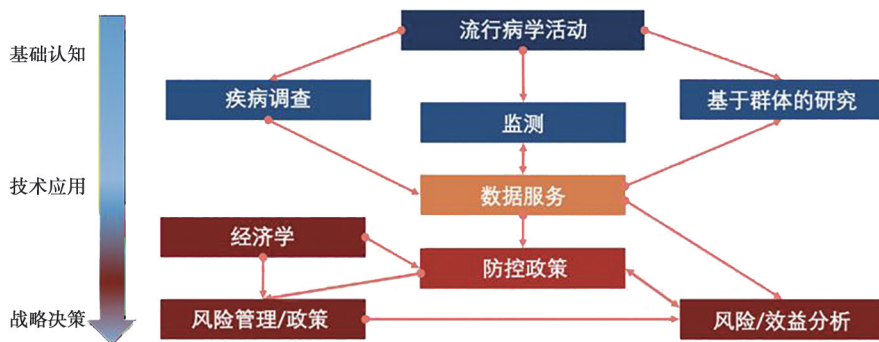 流行病学活动
基础认知
疾病调查
基于群体的研究
监测
技术应用
数据服务
经济学
防控政策
战略决策
风险管理/政策
风险/效益分析